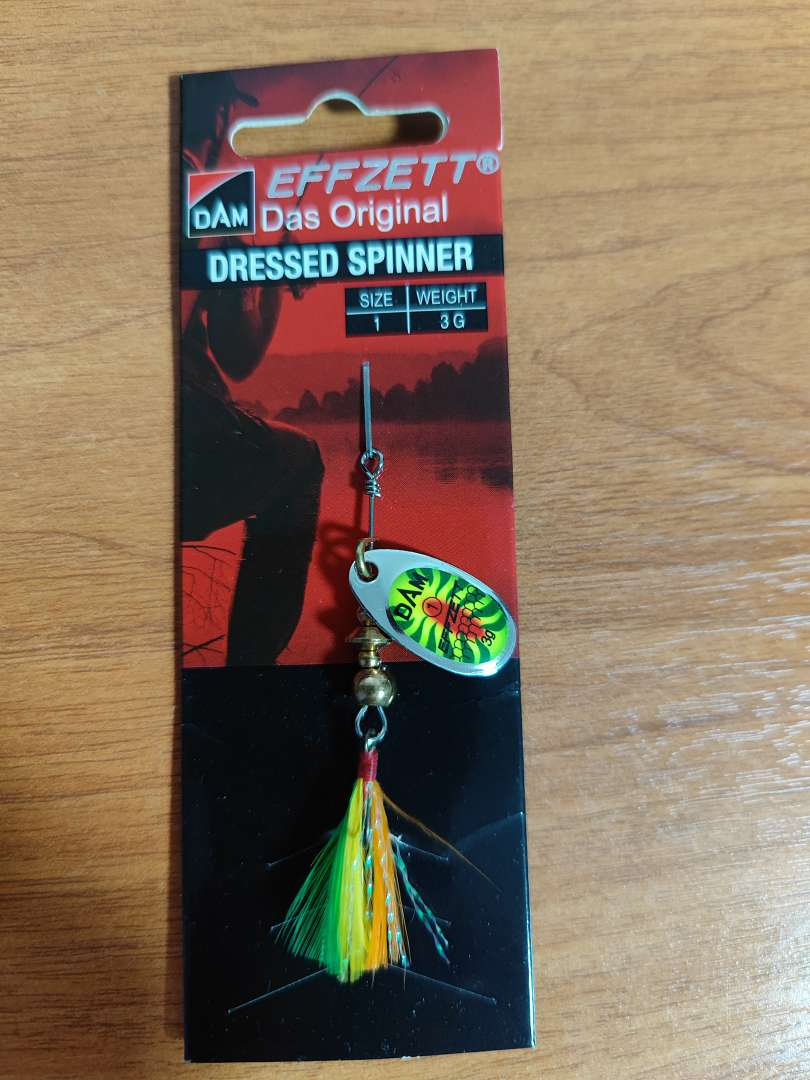 EFFZETT®
DAM
Das Original
DRESSED SPINNER
SIZE WEIGHT
1 3 G
DAM
1
EFFZETT
3g